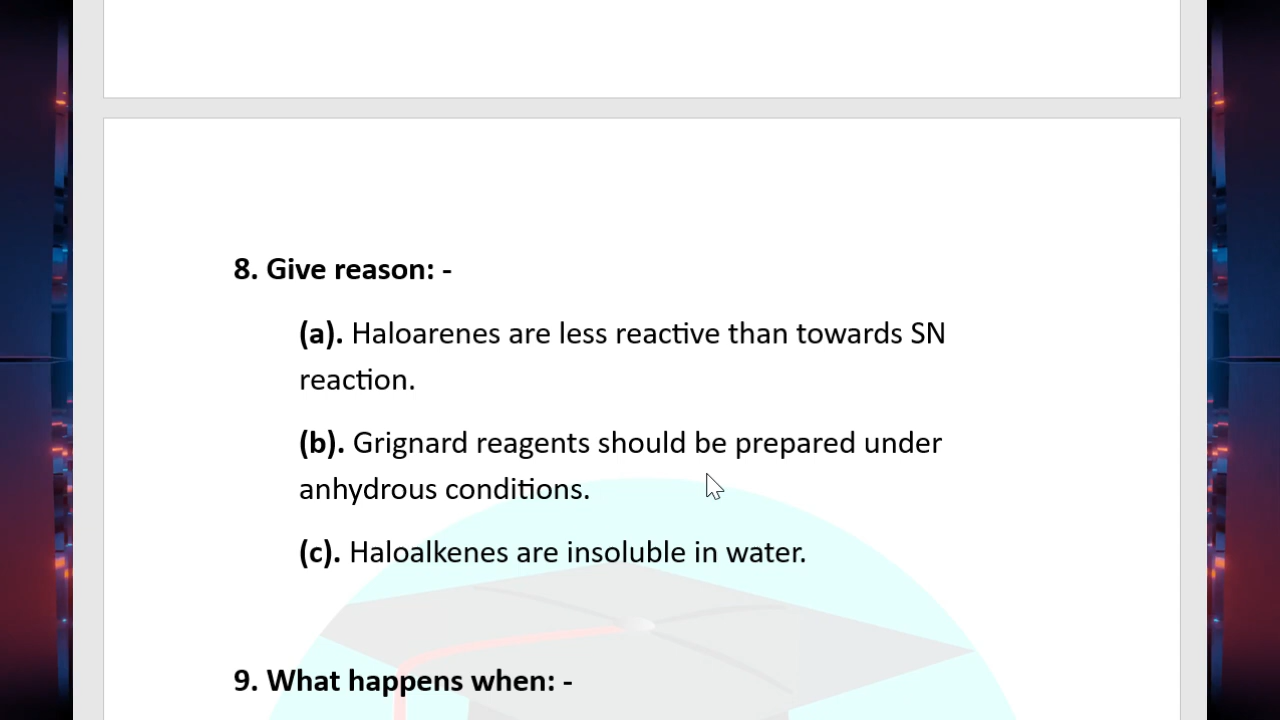 8. Give reason: -
(a). Haloarenes are less reactive than towards SN
reaction.
(b). Grignard reagents should be prepared under
anhydrous conditions.
(c). Haloalkenes are insoluble in water.
9. What happens when: -